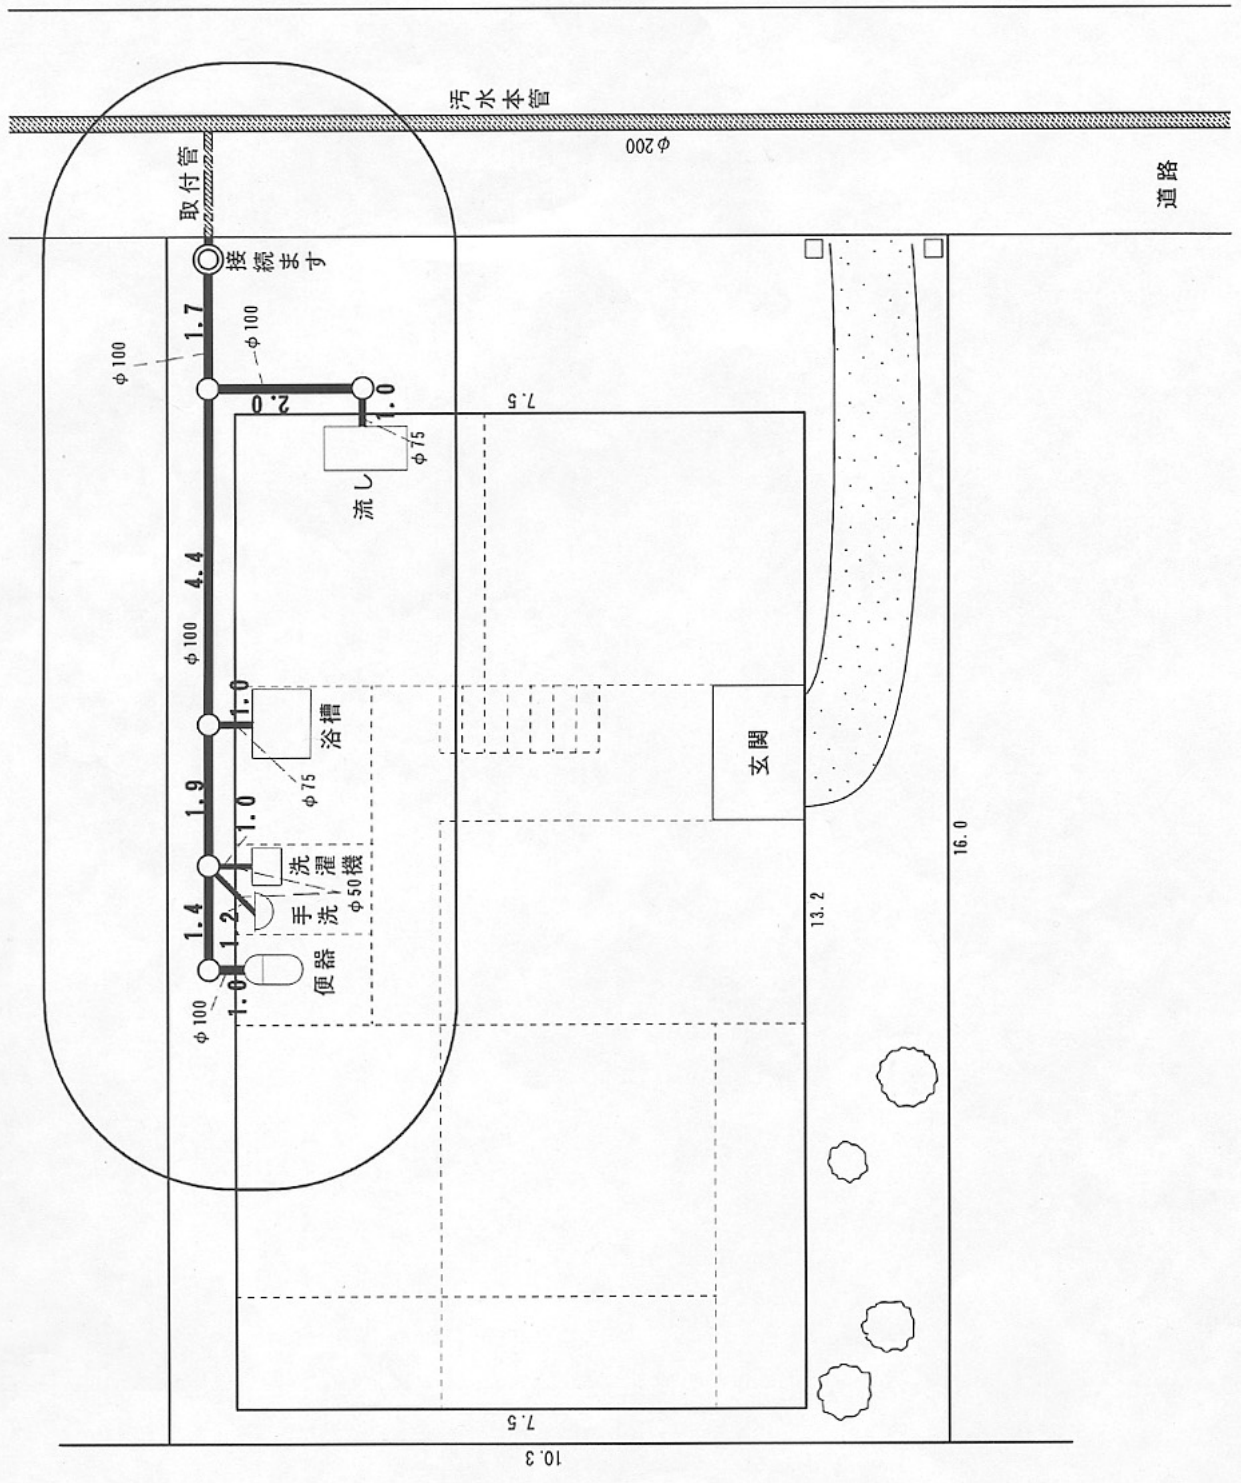 汚水本管
φ200
道路
取付管
接続ます
1.7
φ100
φ100
2.0
1.0
φ75
流し
7.5
4.4
φ100
1.0
浴槽
φ75
1.9
1.0
洗濯機
φ50
手洗
1.2
1.4
便器
1.0
φ100
玄関
13.2
16.0
7.5
10.3